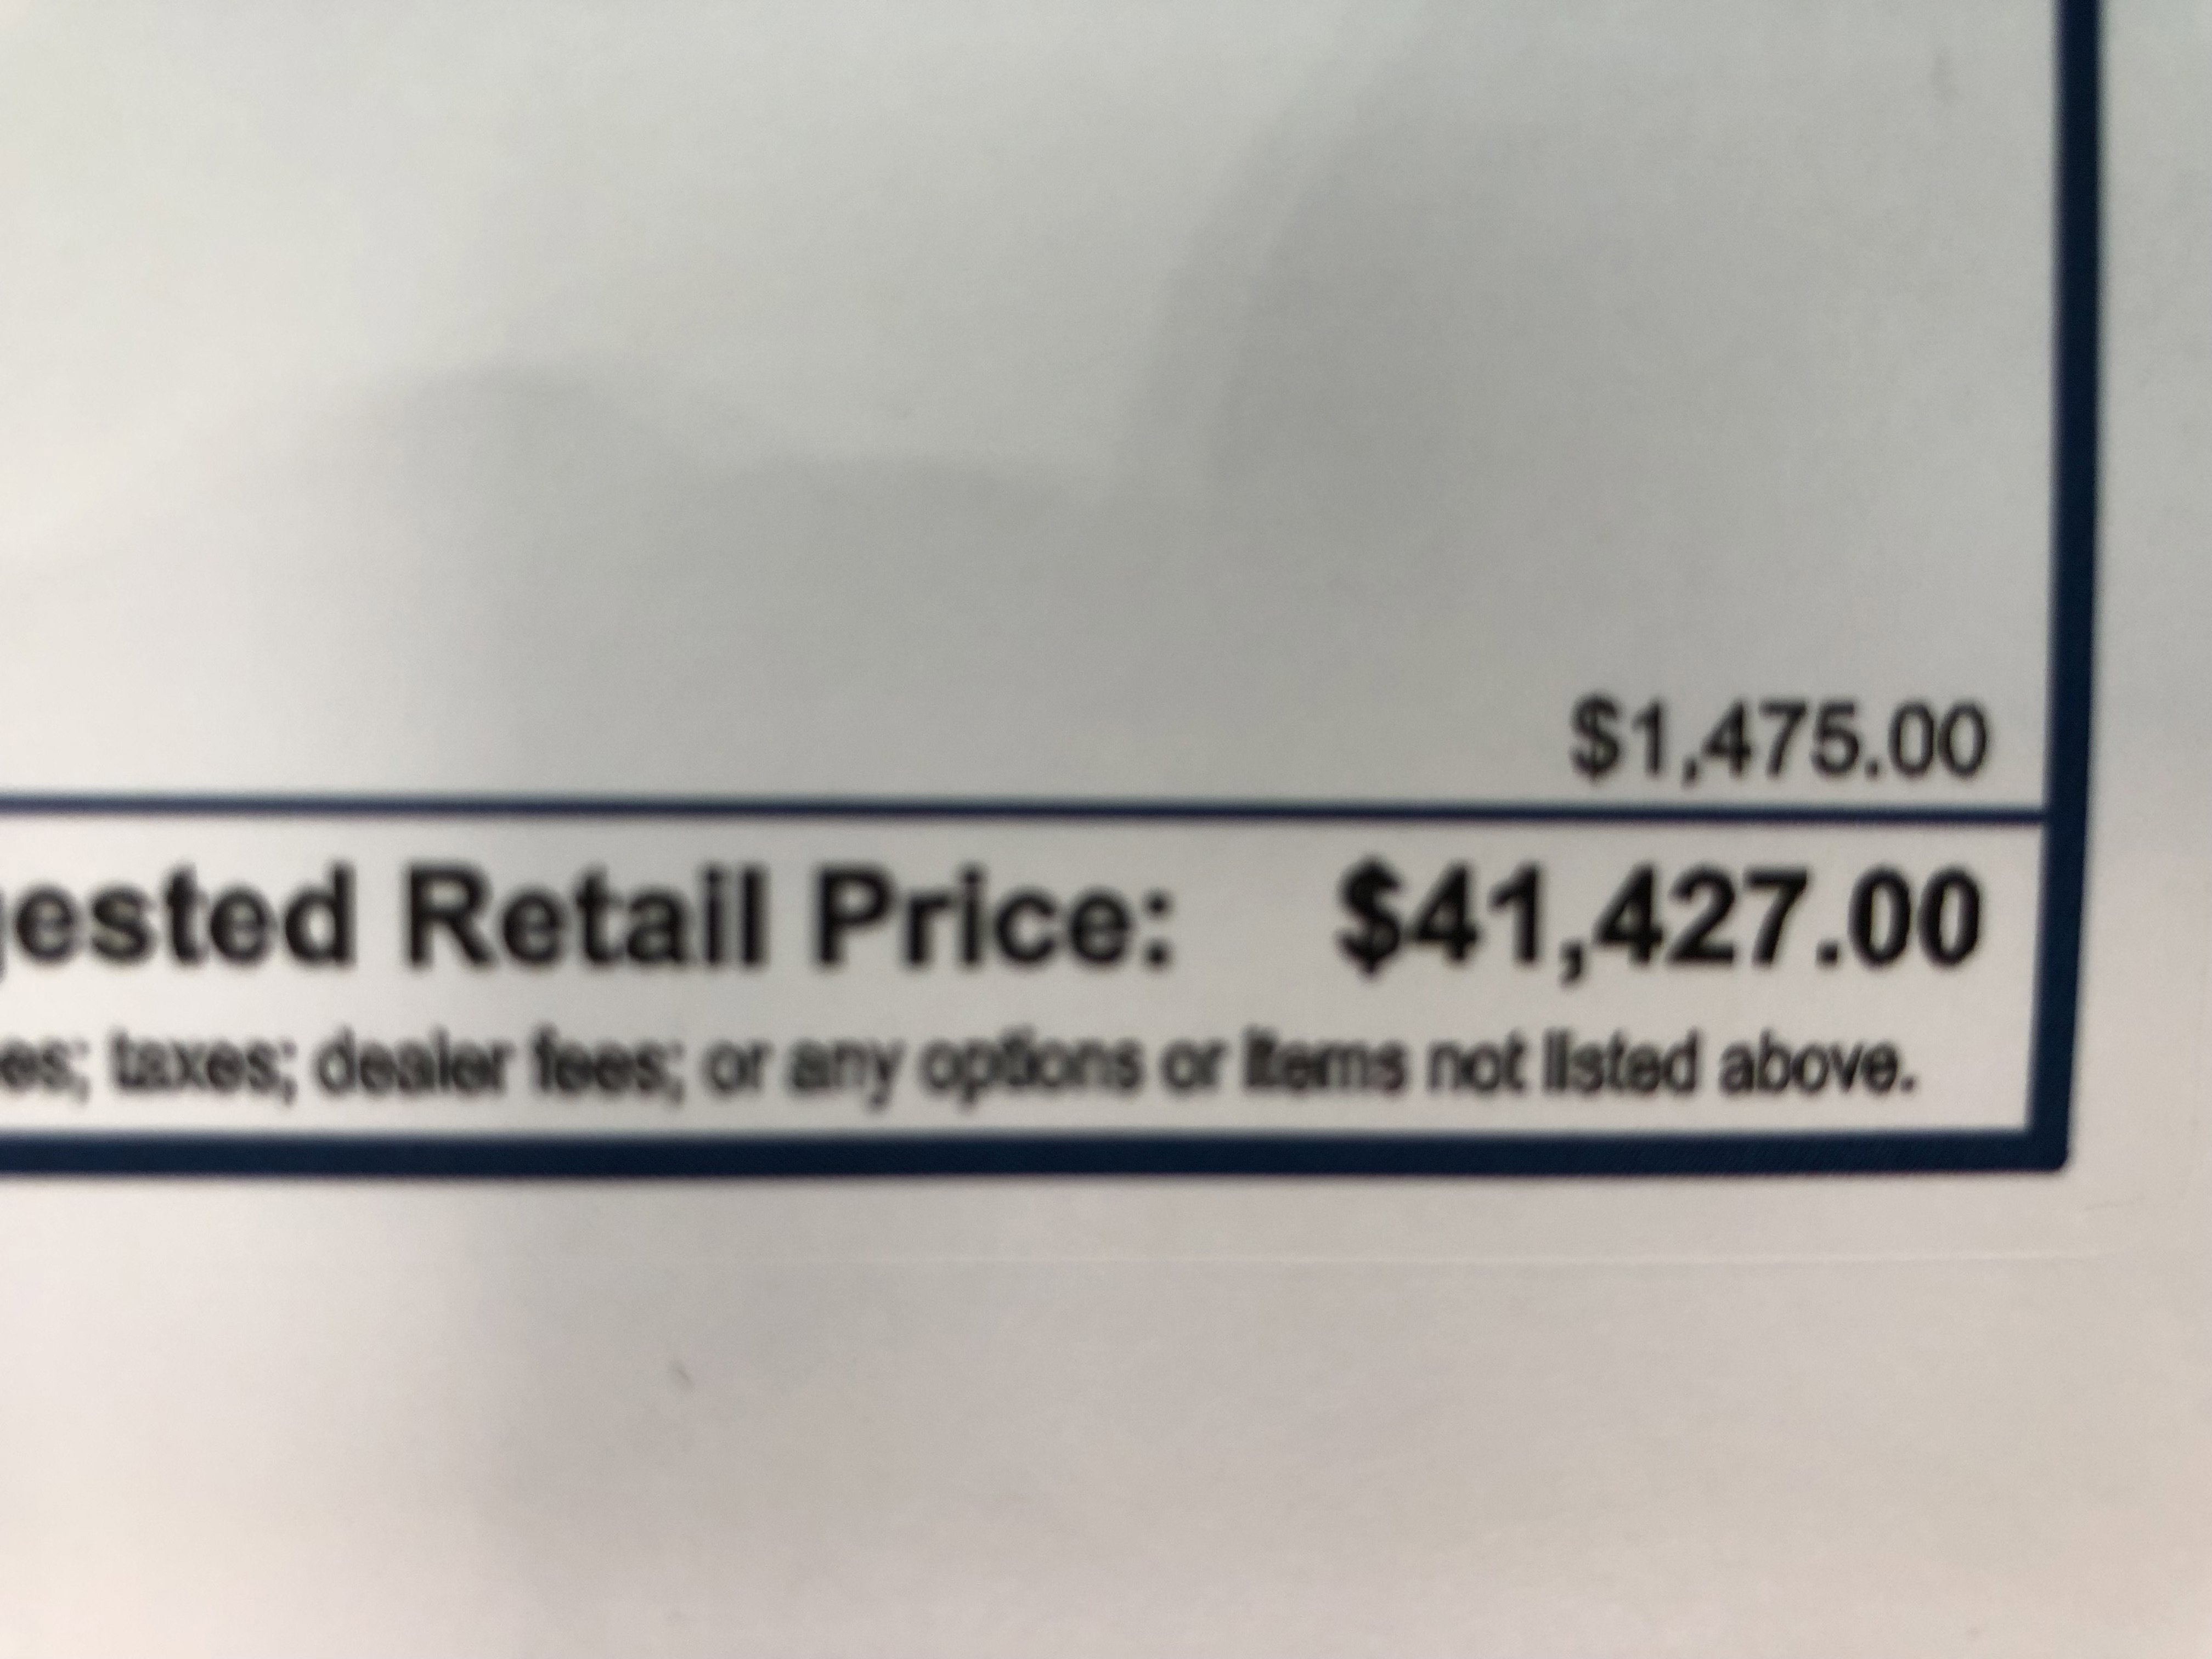 $1,475.00
gested Retail Price: $41,427.00
es; taxes; dealer fees; or any options or items not listed above.